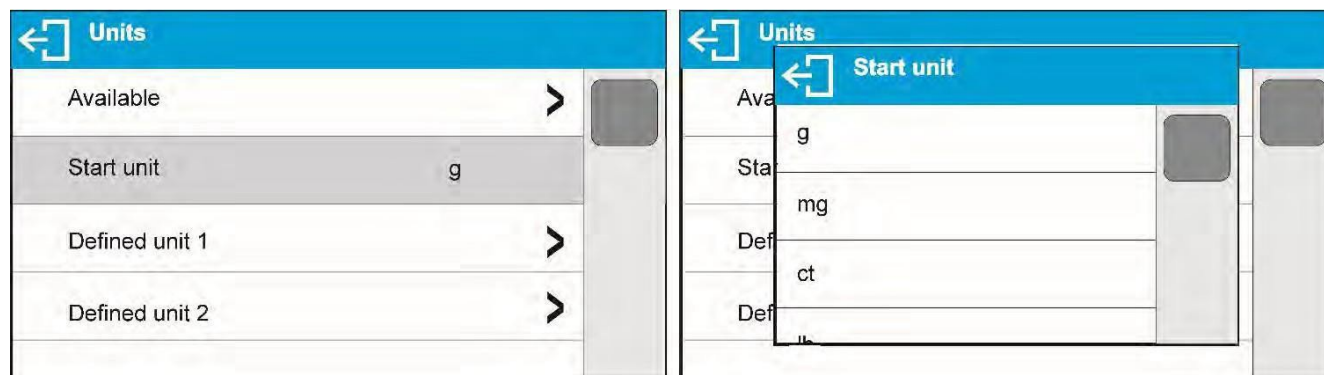 Units
Available
Start unit g
Defined unit 1
Defined unit 2
Units
Start unit
Ava
g
Sta
mg
Def
ct
Def